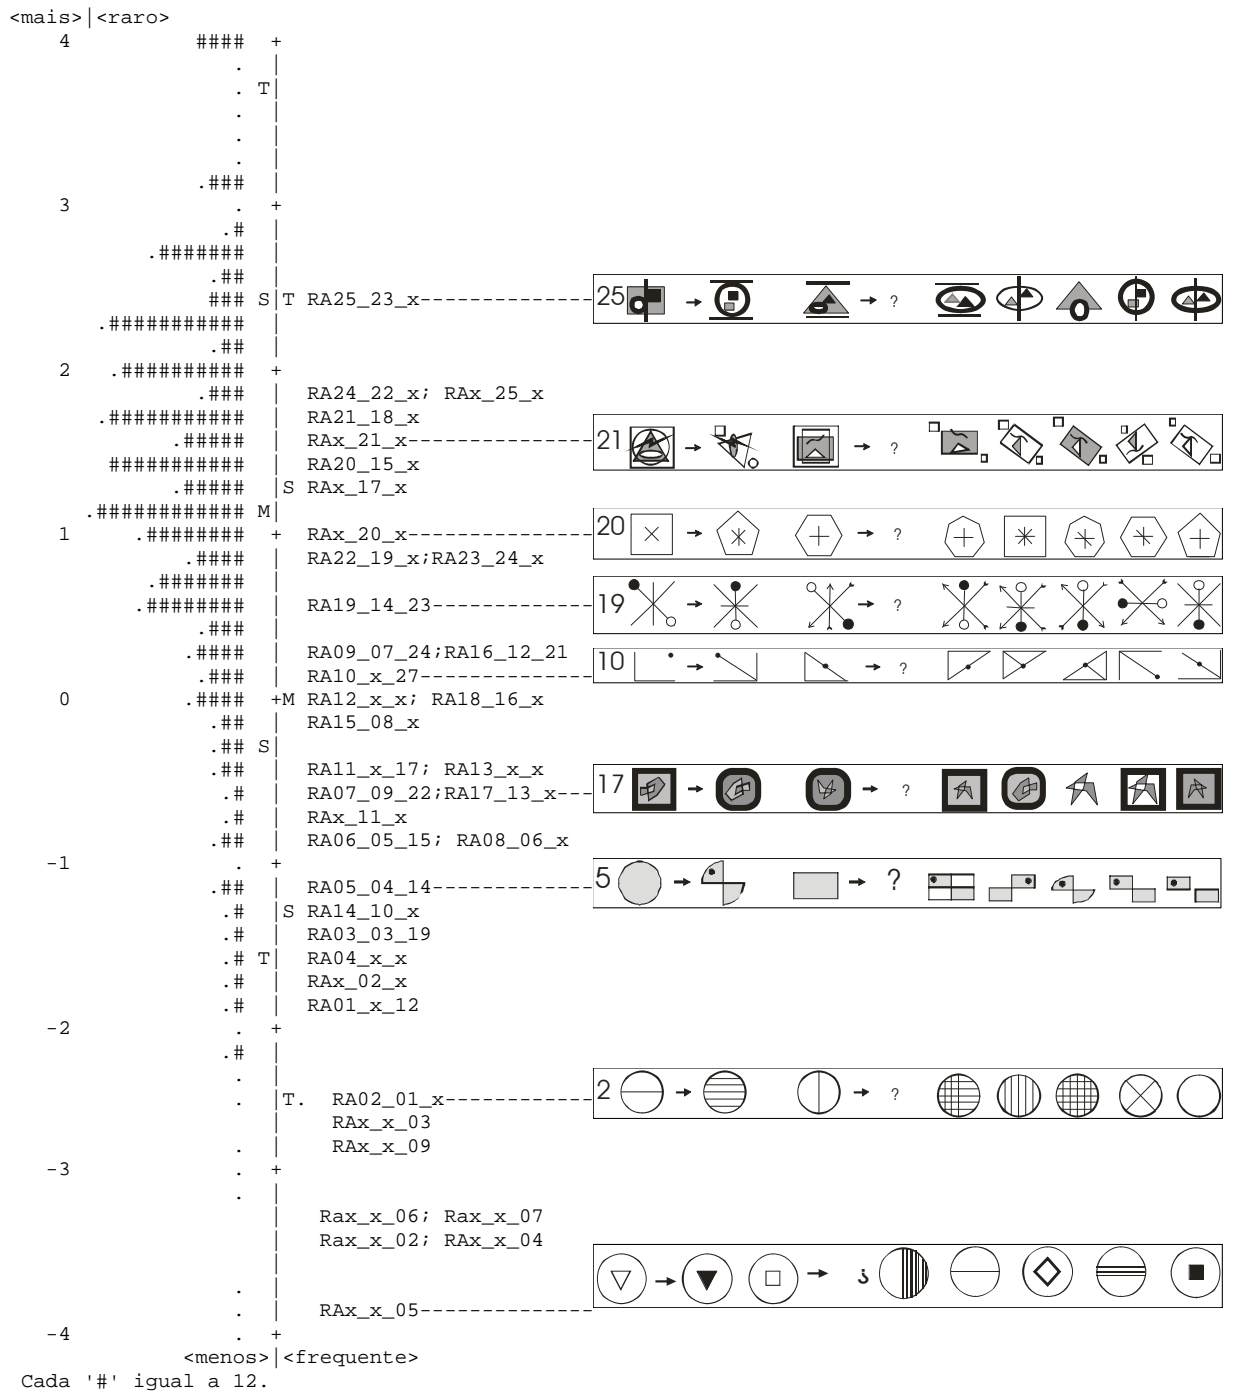 <mais>|<raro>
4 #### +
. |
. T|
. |
. |
. |
.### |
3 . +
.# |
.####### |
.## |
### S|T RA25_23_x------------- 25 → → ?
.########### |
.## |
2 .########## +
.### | RA24_22_x; RAx_25_x
.########### | RA21_18_x
.##### | RAx_21_x-------------- 21 → → ?
########### | RA20_15_x
.##### |S RAx_17_x
.############ M|
1 .######## + RAx_20_x-------------- 20 → → ?
.#### | RA22_19_x;RA23_24_x
.####### |
.######## | RA19_14_23------------ 19 → → ?
.### |
.#### | RA09_07_24;RA16_12_21
.### | RA10_x_27------------- 10 → → ?
0 .#### +M RA12_x_x; RA18_16_x
.## | RA15_08_x
.## S|
.## | RA11_x_17; RA13_x_x
.# | RA07_09_22;RA17_13_x--- 17 → → ?
.# | RAx_11_x
.## | RA06_05_15; RA08_06_x
-1 . +
.## | RA05_04_14------------ 5 → → ?
.# |S RA14_10_x
.# | RA03_03_19
.# T| RA04_x_x
.# | RAx_02_x
.# | RA01_x_12
-2 . +
.# |
. |
. |T. RA02_01_x----------- 2 → → ?
| RAx_x_03
. | RAx_x_09
-3 . +
. |
| Rax_x_06; Rax_x_07
| Rax_x_02; RAx_x_04
| → → ¿
. |
. | RAx_x_05-------------
-4 . +
<menos>|<frequente>
Cada '#' igual a 12.